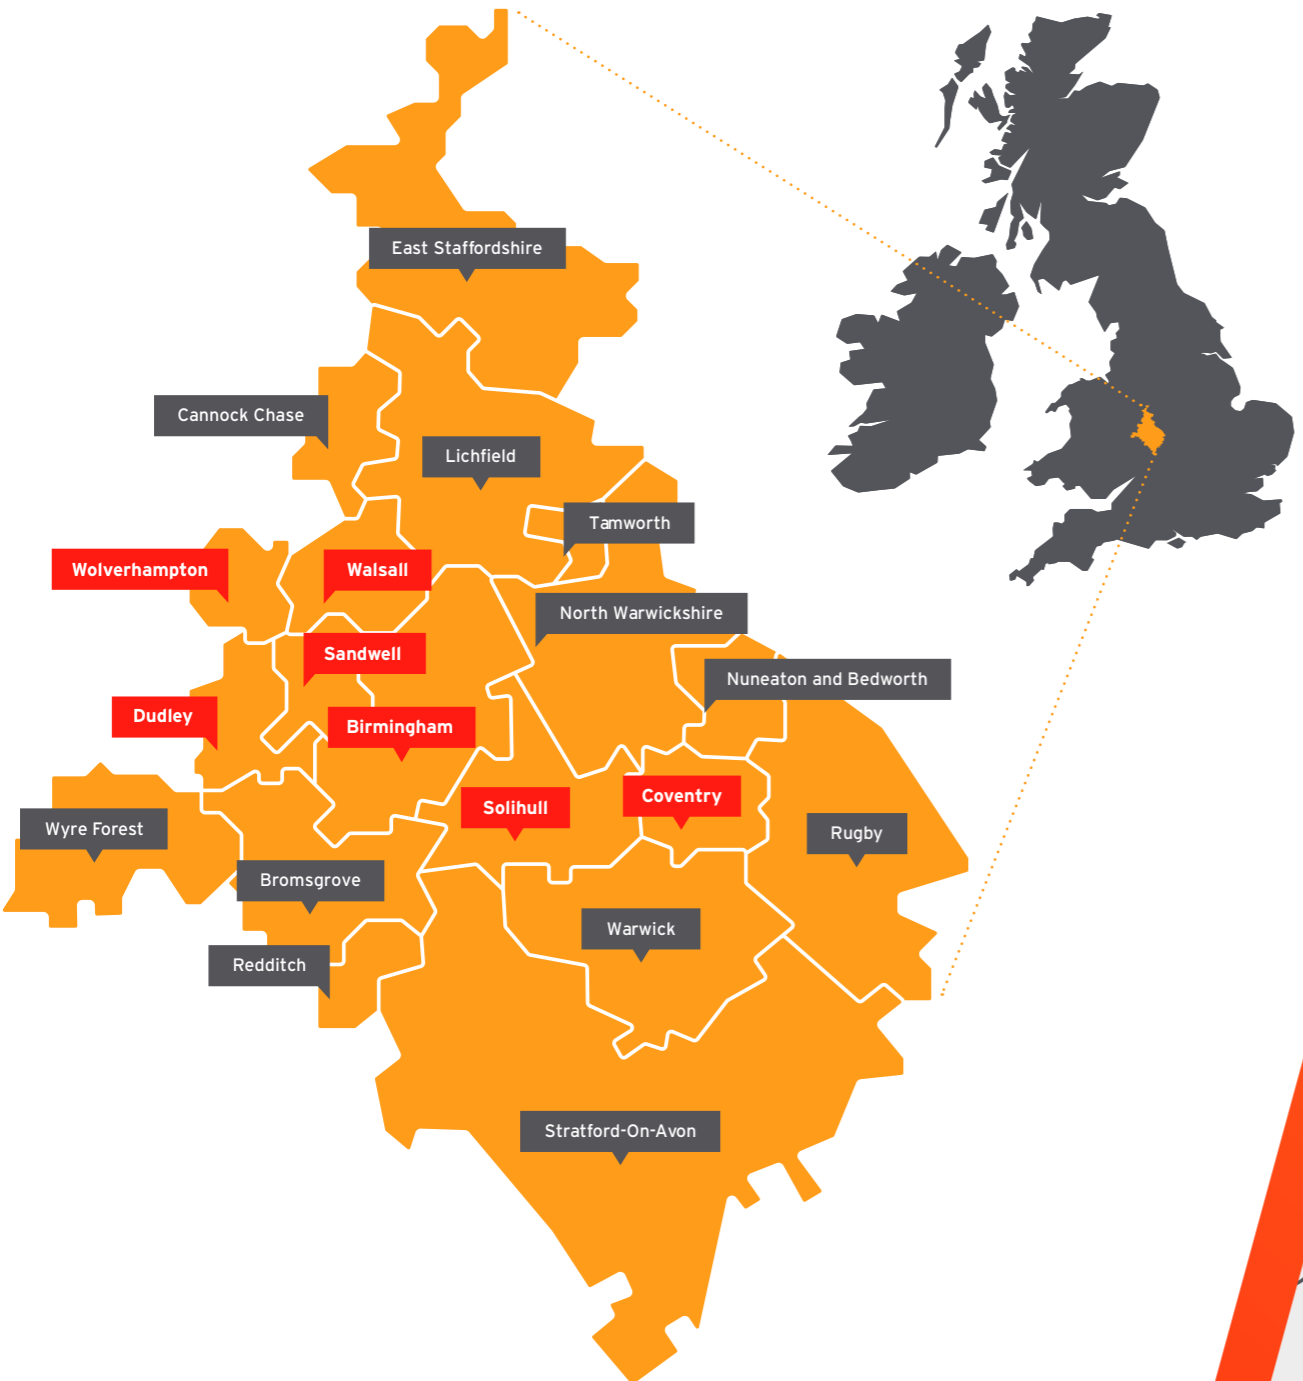 East Staffordshire
Cannock Chase
Lichfield
Tamworth
Wolverhampton
Walsall
North Warwickshire
Sandwell
Nuneaton and Bedworth
Dudley
Birmingham
Coventry
Solihull
Wyre Forest
Rugby
Bromsgrove
Warwick
Redditch
Stratford-On-Avon